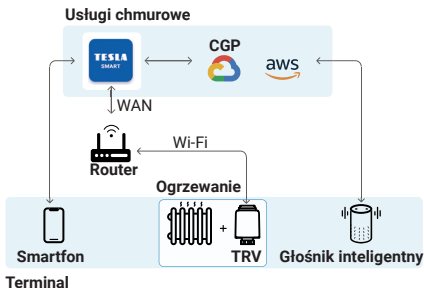 Usługi chmurowe
TESLA
SMART
CGP
aws
WAN
Wi-Fi
Router
Ogrzewanie
+
Smartfon
TRV
Głośnik inteligentny
Terminal